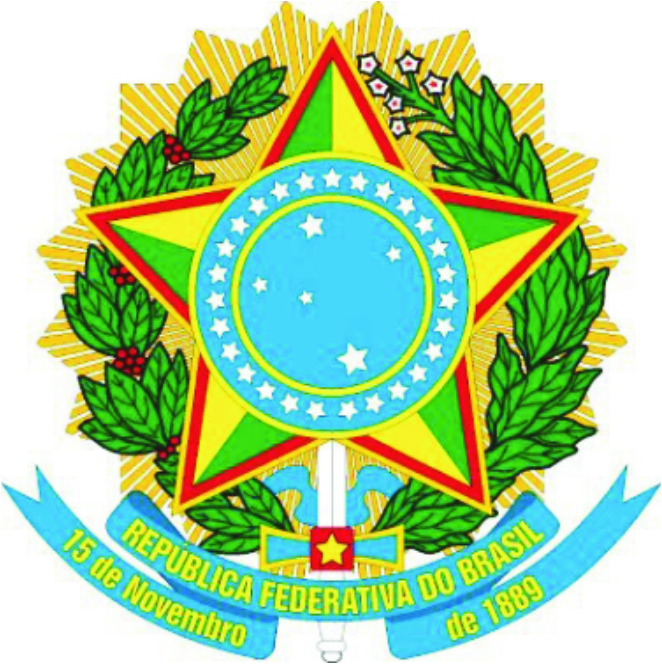 REPÚBLICA FEDERATIVA DO BRASIL
15 de Novembro
de 1889